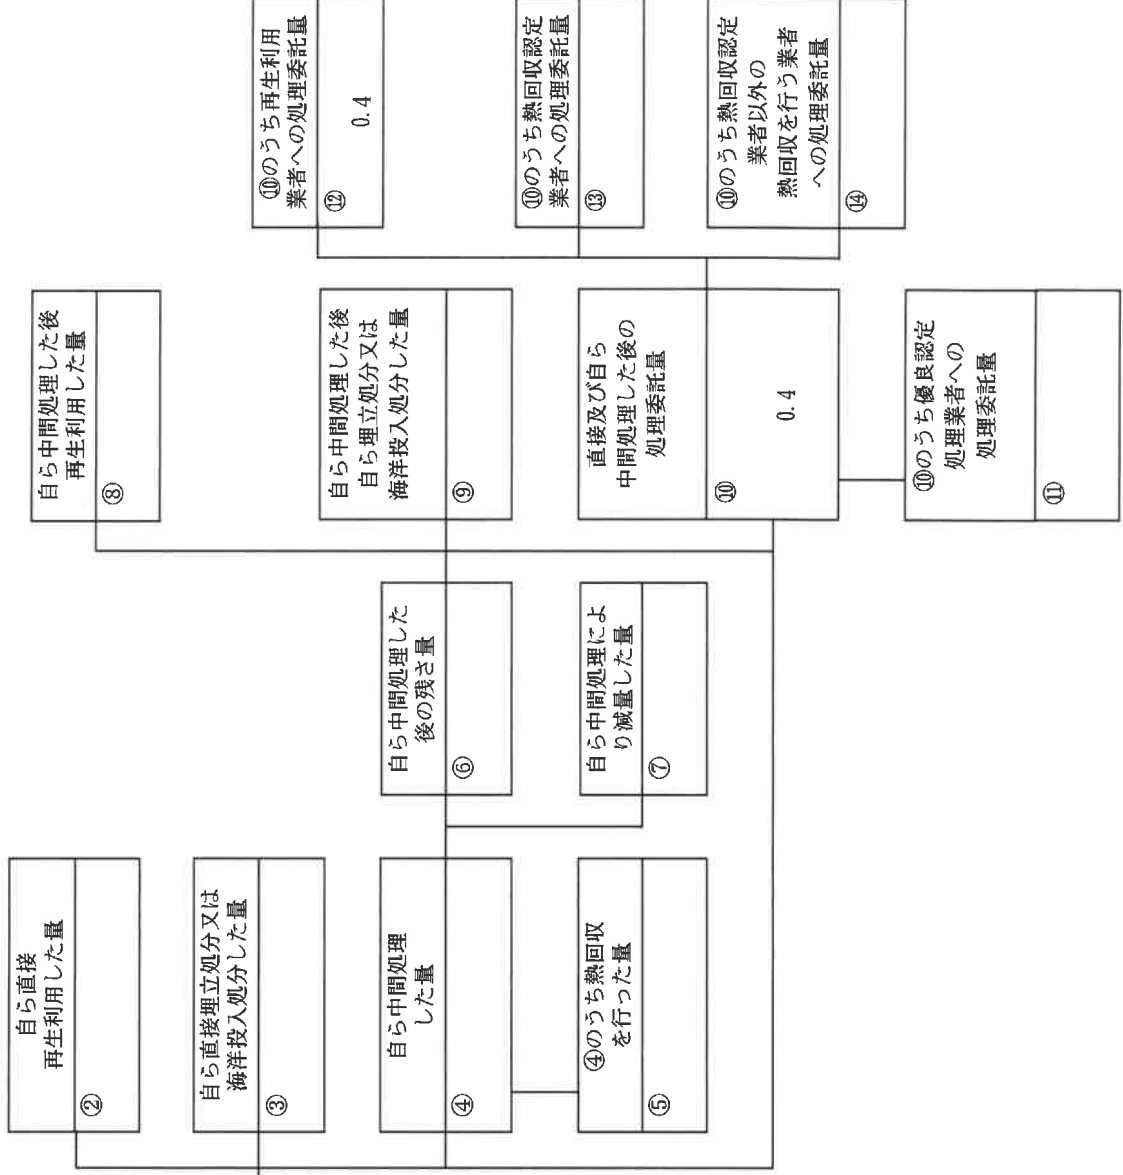 自ら直接
再生利用した量
②
自ら直接埋立処分又は
海洋投入処分した量
③
自ら中間処理
した量
④
④のうち熱回収
を行った量
⑤
自ら中間処理した
後の残さ量
⑥
自ら中間処理によ
り減量した量
⑦
自ら中間処理した後
再生利用した量
⑧
自ら中間処理した後
自ら埋立処分又は
海洋投入処分した量
⑨
直接及び自ら
中間処理した後の
処理委託量
⑩
0.4
⑩のうち優良認定
処理業者への
処理委託量
⑪
⑩のうち再生利用
業者への処理委託量
⑫
0.4
⑩のうち熱回収認定
業者への処理委託量
⑬
⑩のうち熱回収認定
業者以外の
熱回収を行う業者
への処理委託量
⑭